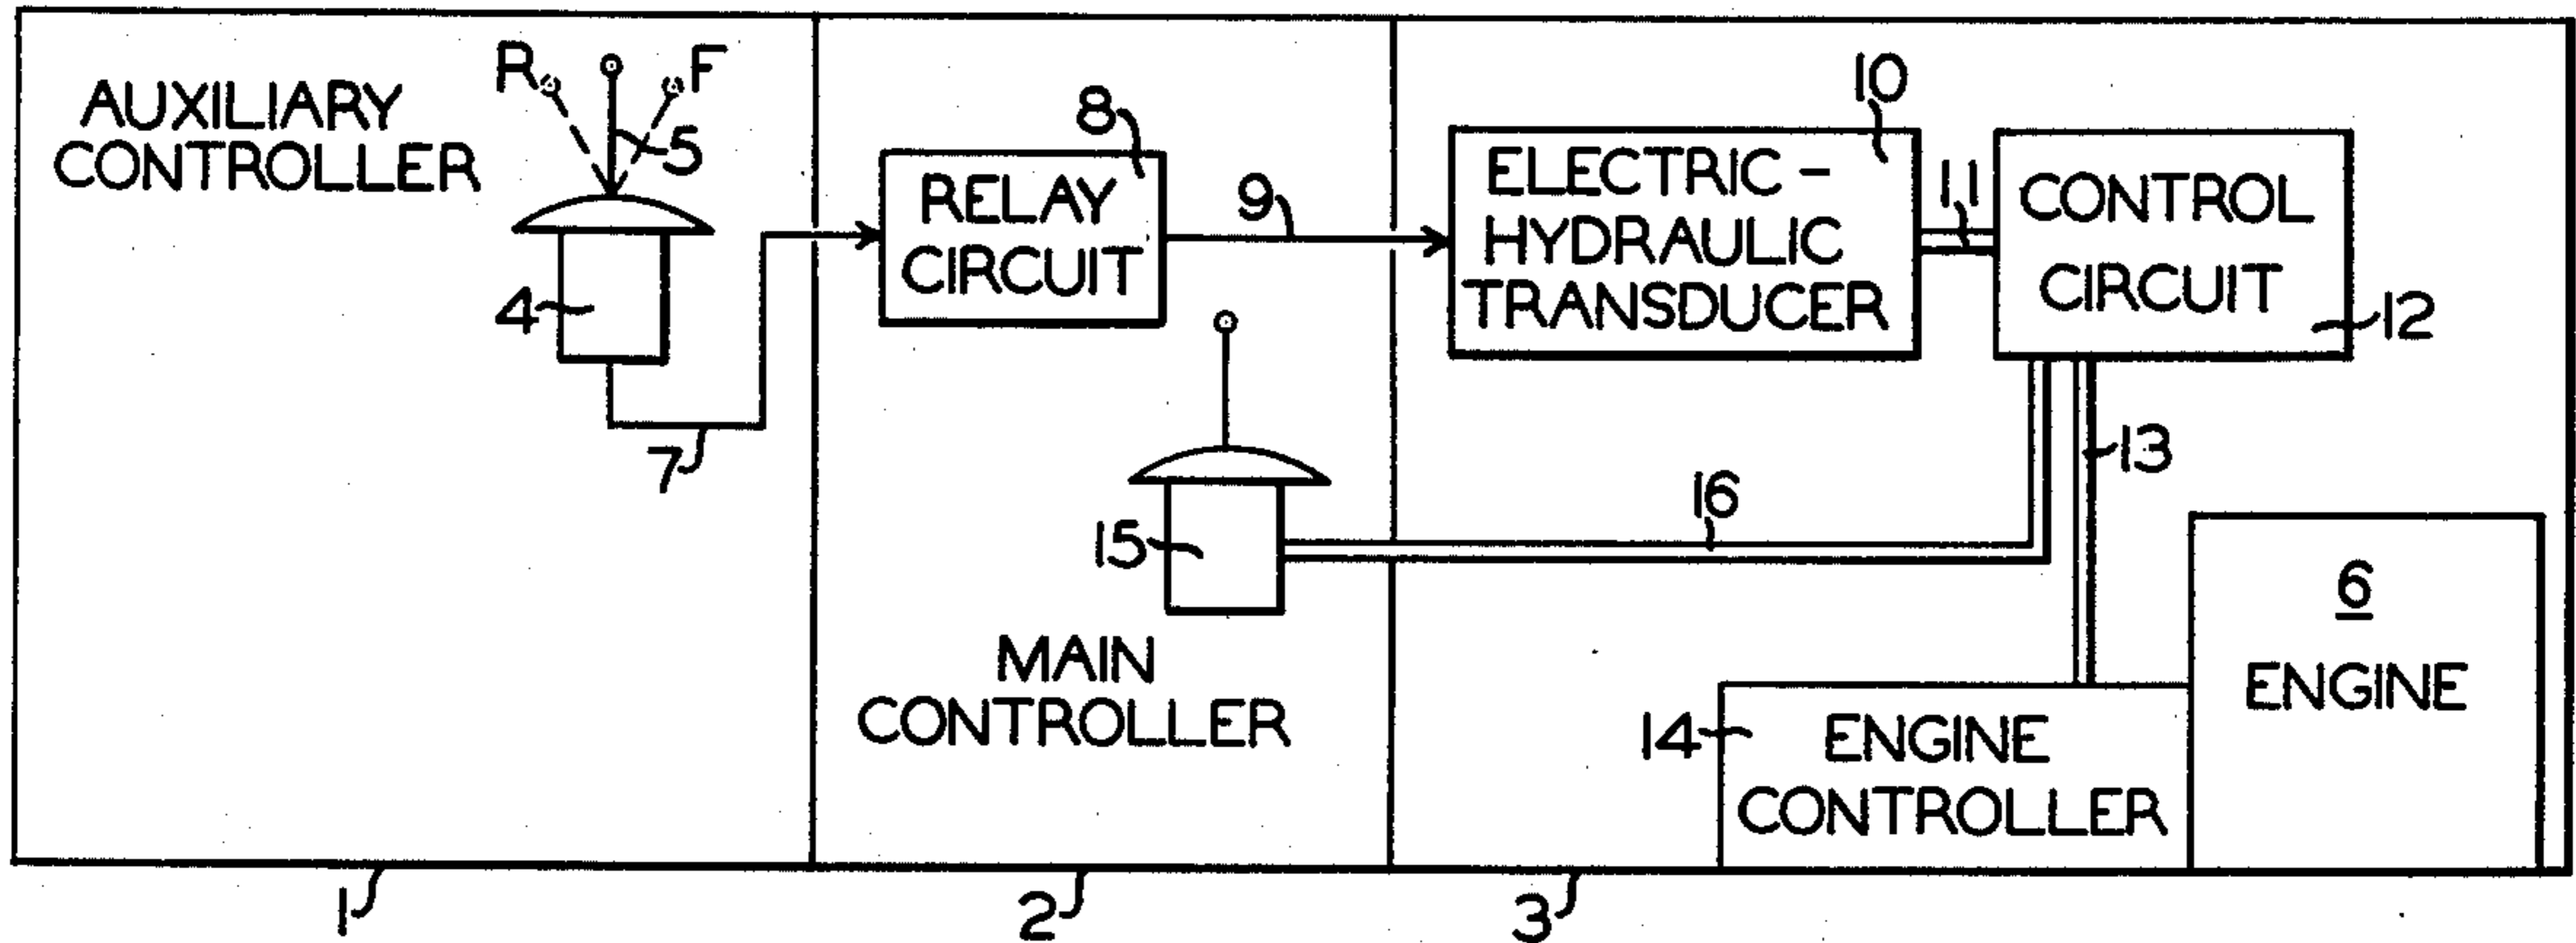 AUXILIARY
CONTROLLER
R
F
5
4
7
8
RELAY
CIRCUIT
9
10
ELECTRIC -
HYDRAULIC
TRANSDUCER
11
CONTROL
CIRCUIT
12
13
15
16
MAIN
CONTROLLER
14
ENGINE
CONTROLLER
6
ENGINE
1
2
3